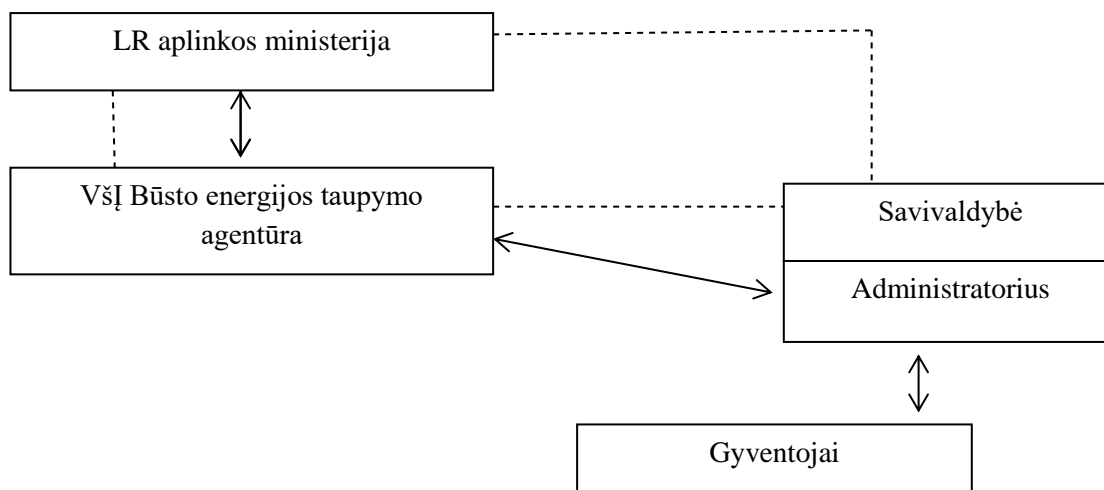 LR aplinkos ministerija
VšĮ Būsto energijos taupymo
agentūra
Savivaldybė
Administratorius
Gyventojai